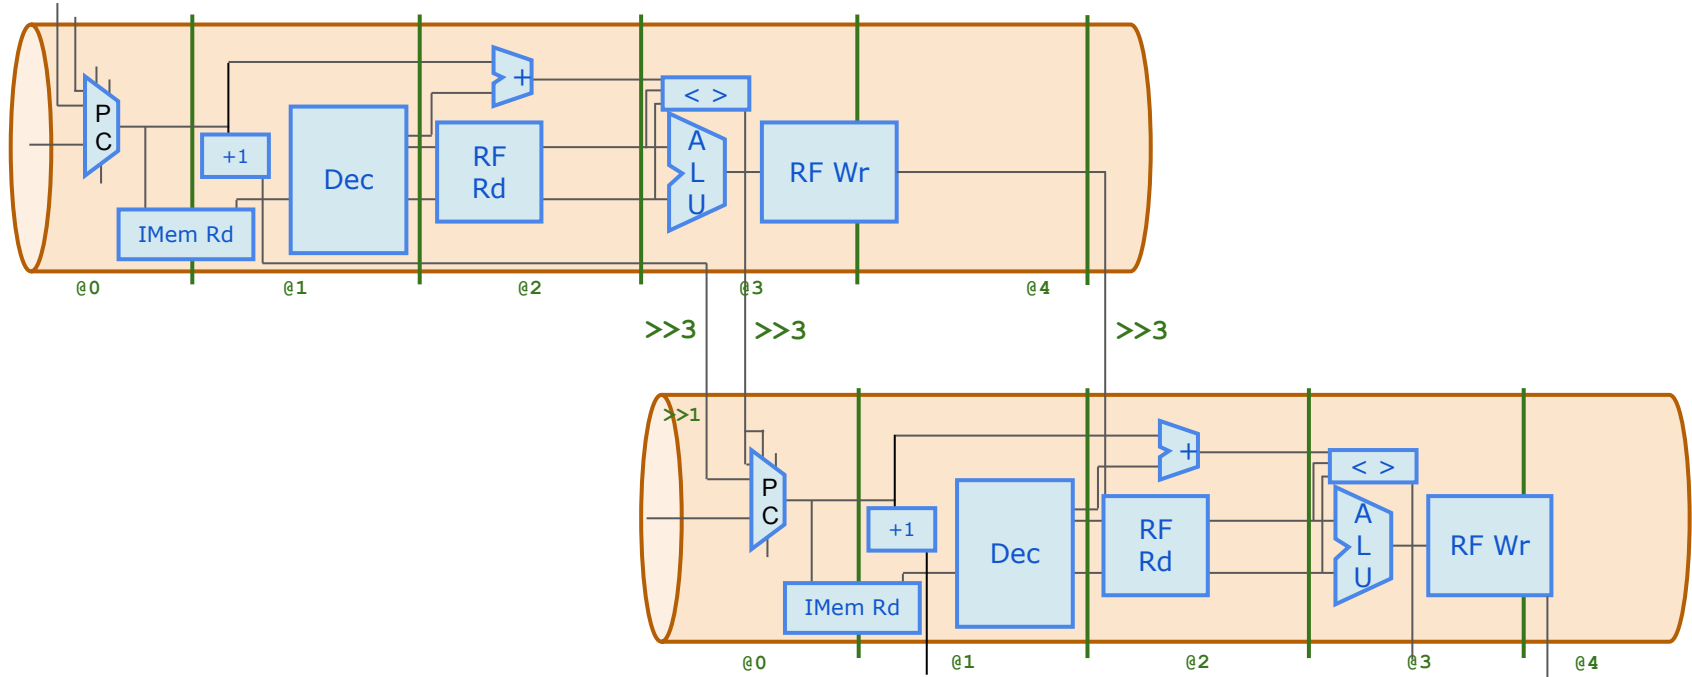 P
C
+1
IMem Rd
Dec
+
RF
Rd
< >
A
L
U
RF Wr
@0
@1
@2
@3
@4
>>3
>>3
>>3
>>1
P
C
+1
IMem Rd
Dec
+
RF
Rd
< >
A
L
U
RF Wr
@0
@1
@2
@3
@4